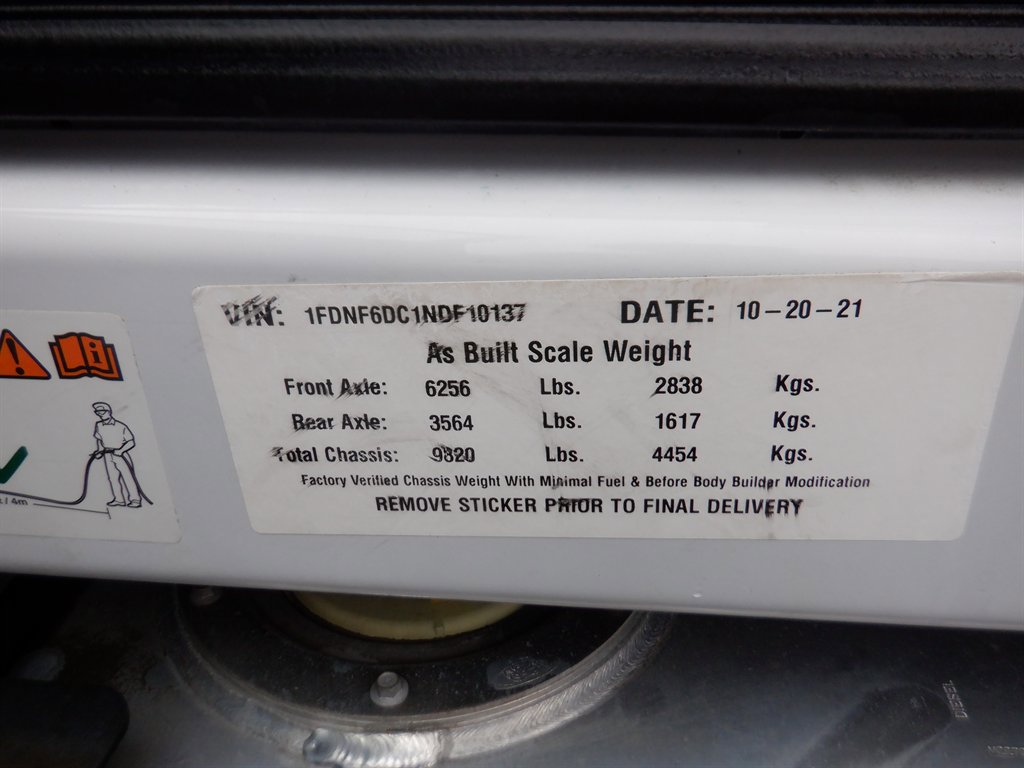 VIN: 1FDNF6DC1NDF10137 DATE: 10-20-21
As Built Scale Weight
Front Axle: 6256 Lbs. 2838 Kgs.
Rear Axle: 3564 Lbs. 1617 Kgs.
Total Chassis: 9820 Lbs. 4454 Kgs.
Factory Verified Chassis Weight With Minimal Fuel & Before Body Builder Modification
REMOVE STICKER PRIOR TO FINAL DELIVERY
/ 4m
DIESEL